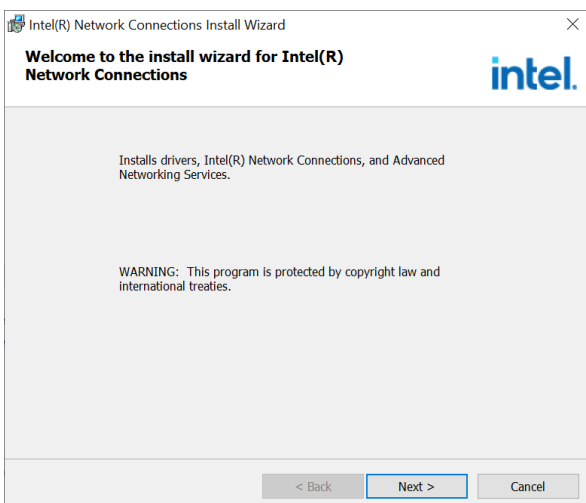 Intel(R) Network Connections Install Wizard
Welcome to the install wizard for Intel(R)
Network Connections
intel.
Installs drivers, Intel(R) Network Connections, and Advanced
Networking Services.
WARNING: This program is protected by copyright law and
international treaties.
< Back
Next >
Cancel